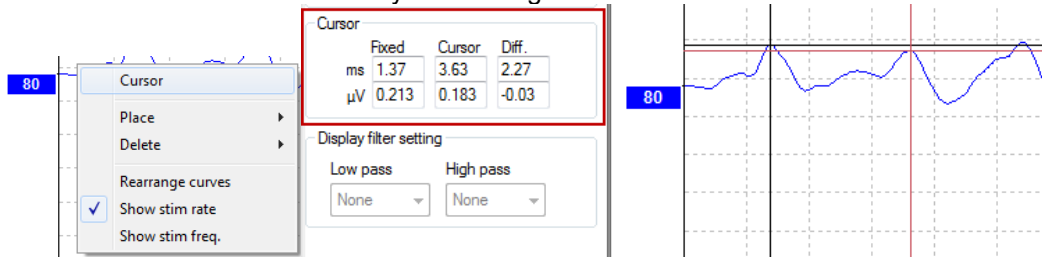 80
Cursor
Place
Delete
Rearrange curves
Show stim rate
Show stim freq.
Cursor
Fixed Cursor Diff.
ms 1.37 3.63 2.27
µV 0.213 0.183 -0.03
Display filter setting
Low pass High pass
None None
80